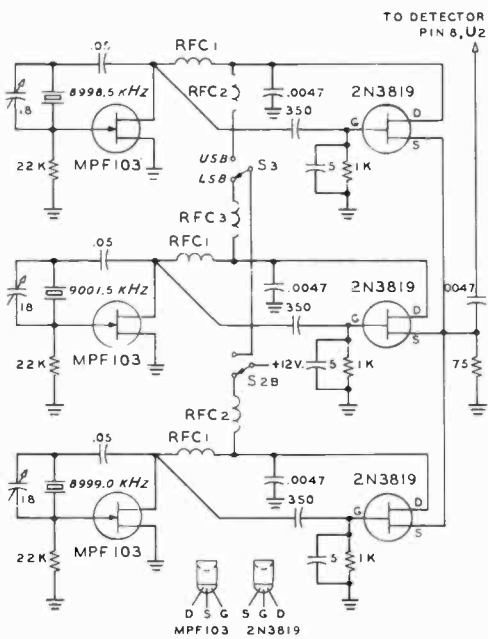 TO DETECTOR
PIN 8, U2
.05
RFC1
8998.5 KHz
RFC2
.0047
2N3819
350
18
G
D
S
22K
MPF103
USB
LSB
S3
5
1K
RFC3
.05
RFC1
9001.5 KHz
.0047
2N3819
350
18
G
D
S
.0047
22K
MPF103
+12V.
5
1K
75
S2B
RFC2
.05
RFC1
8999.0 KHz
.0047
2N3819
350
.18
G
D
S
22K
MPF103
5
1K
D S G
S G D
MPF103
2N3819